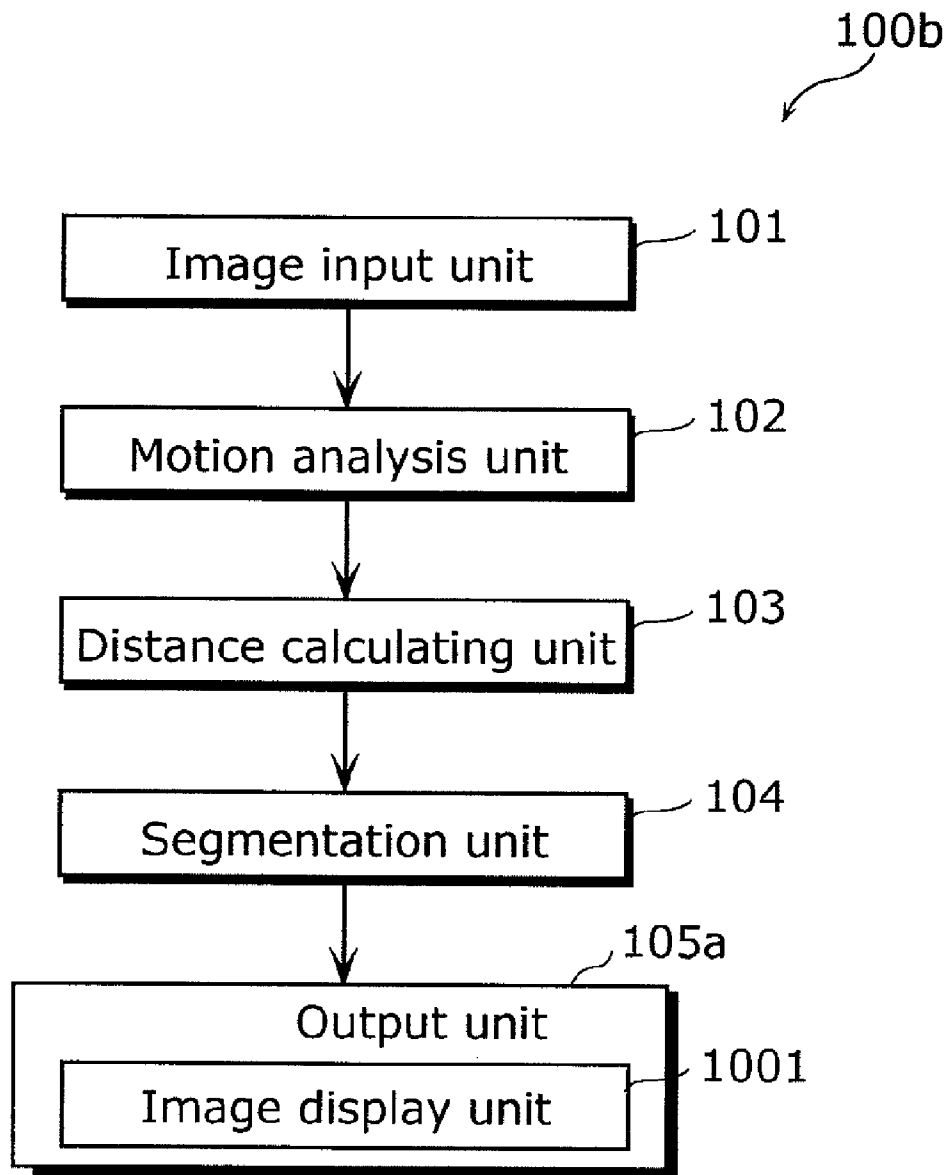 100b
Image input unit
101
Motion analysis unit
102
Distance calculating unit
103
Segmentation unit
104
105a
Output unit
Image display unit
1001